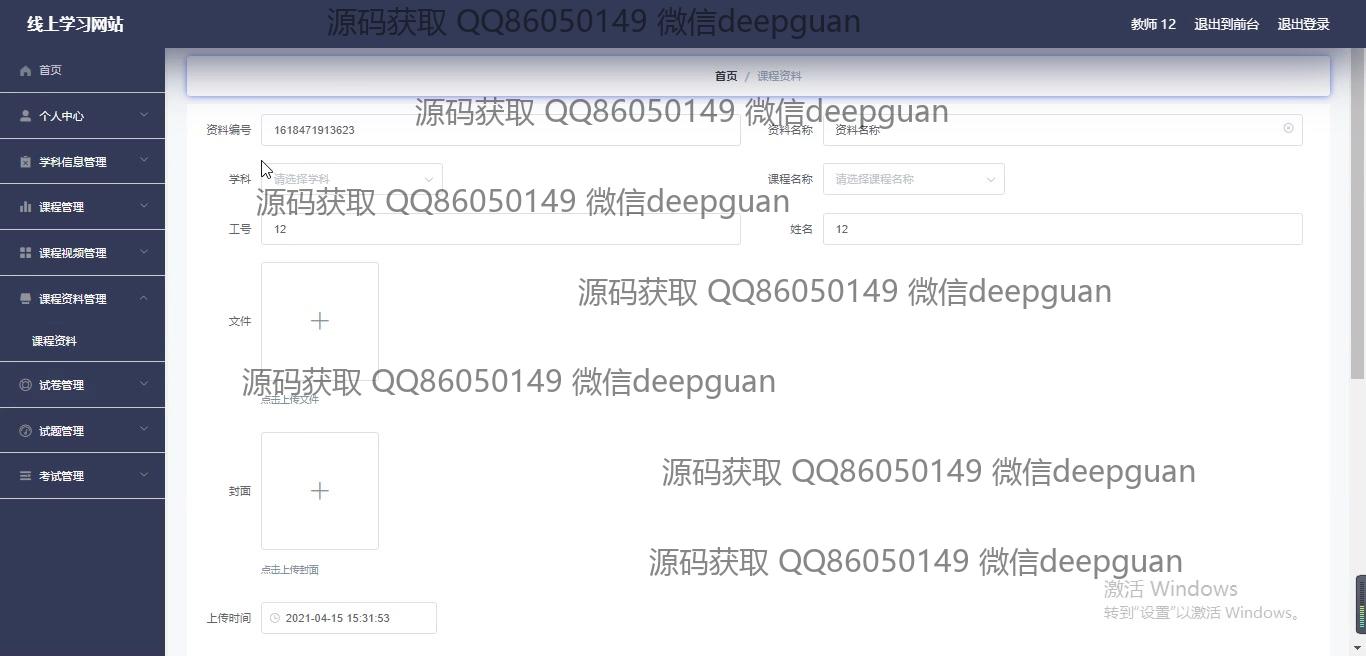 线上学习网站
源码获取 QQ86050149 微信deepguan
教师 12 退出到前台 退出登录
首页
个人中心
学科信息管理
课程管理
课程视频管理
课程资料管理
课程资料
试卷管理
试题管理
考试管理
首页 / 课程资料
源码获取 QQ86050149 微信deepguan
资料编号 1618471913623 资料名称 资料名称
学科 请选择学科 课程名称 请选择课程名称
源码获取 QQ86050149 微信deepguan
工号 12 姓名 12
源码获取 QQ86050149 微信deepguan
文件
源码获取 QQ86050149 微信deepguan
点击上传文件
源码获取 QQ86050149 微信deepguan
封面
源码获取 QQ86050149 微信deepguan
点击上传封面
激活 Windows
转到"设置"以激活 Windows。
上传时间 2021-04-15 15:31:53